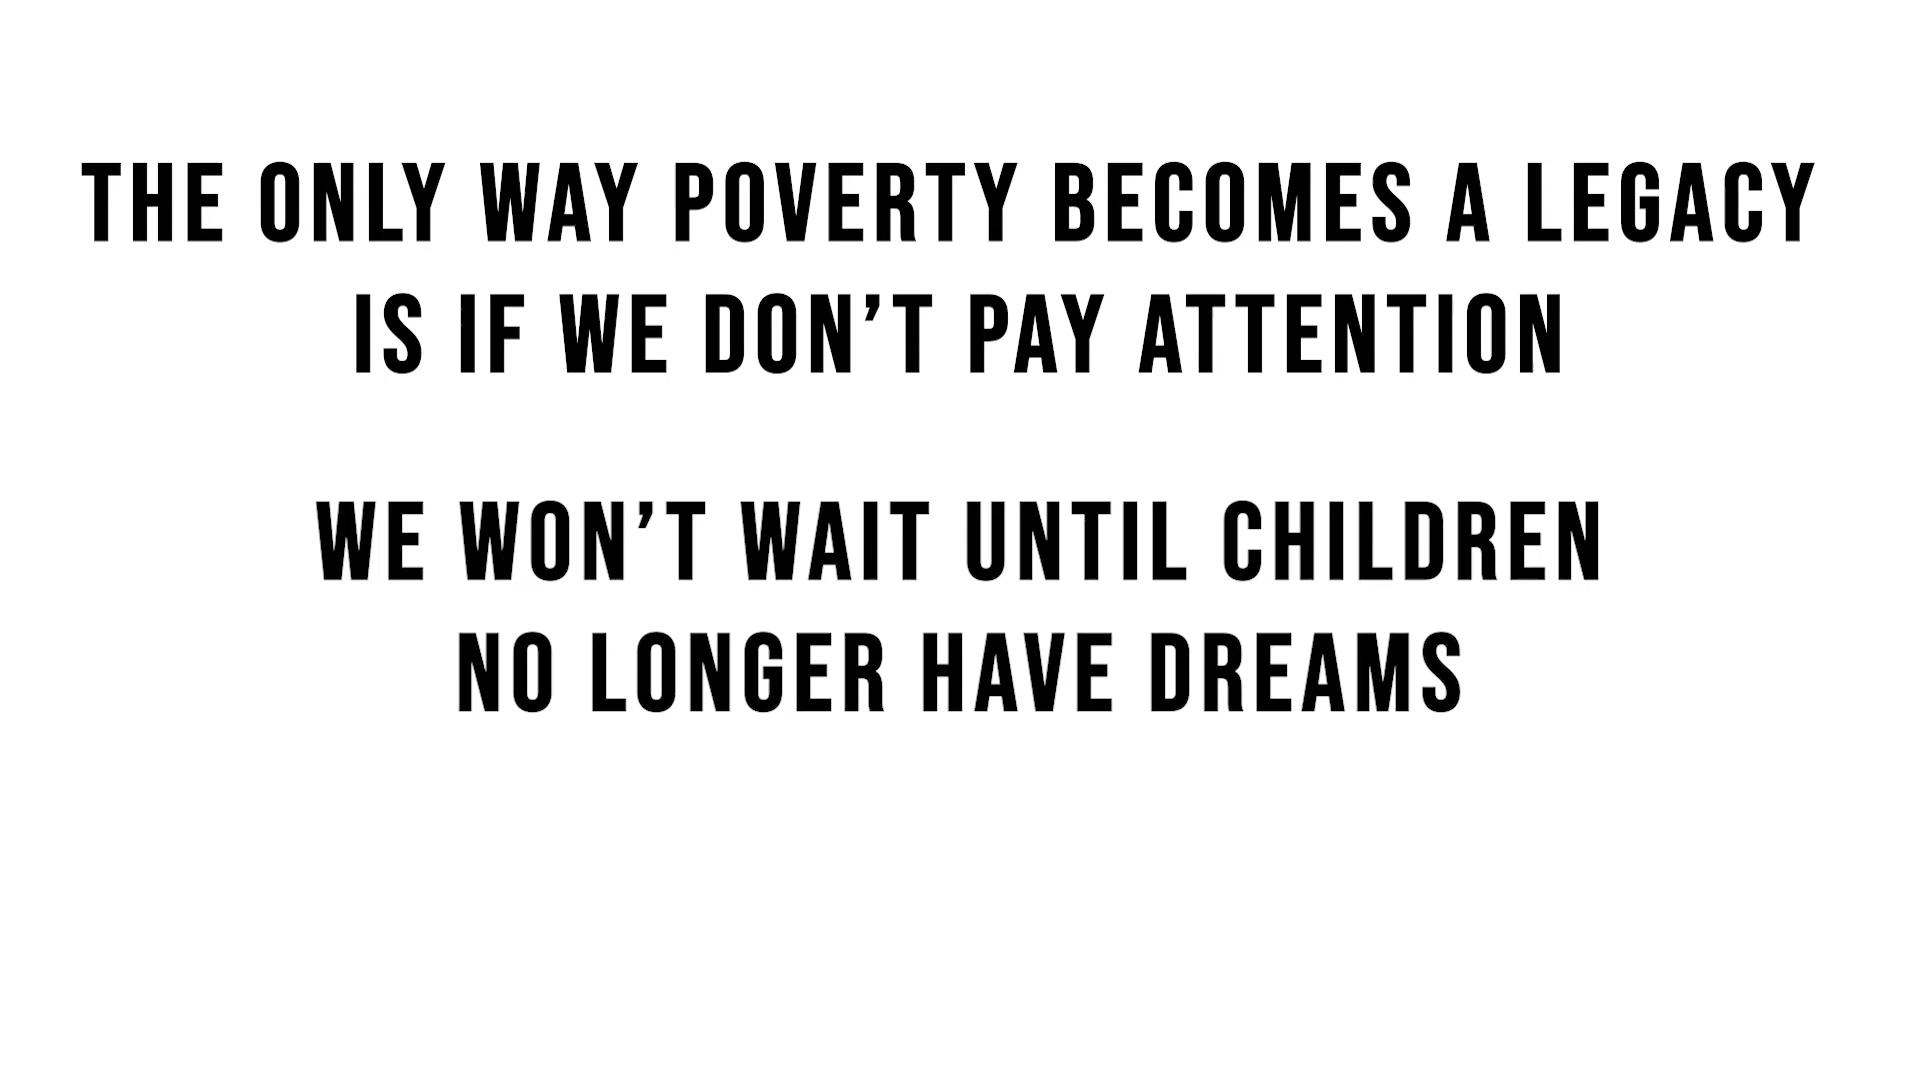 THE ONLY WAY POVERTY BECOMES A LEGACY
IS IF WE DON’T PAY ATTENTION
WE WON’T WAIT UNTIL CHILDREN
NO LONGER HAVE DREAMS